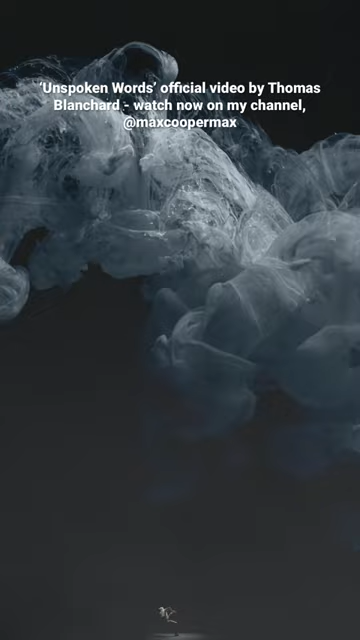 ‘Unspoken Words’ official video by Thomas
Blanchard - watch now on my channel,
@maxcoopermax